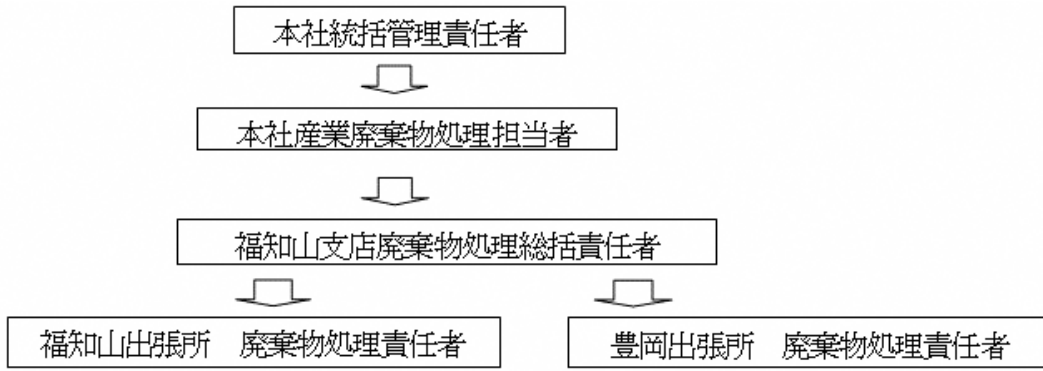 本社統括管理責任者
本社産業廃棄物処理担当者
福知山支店廃棄物処理総括責任者
福知山出張所　廃棄物処理責任者
豊岡出張所　廃棄物処理責任者